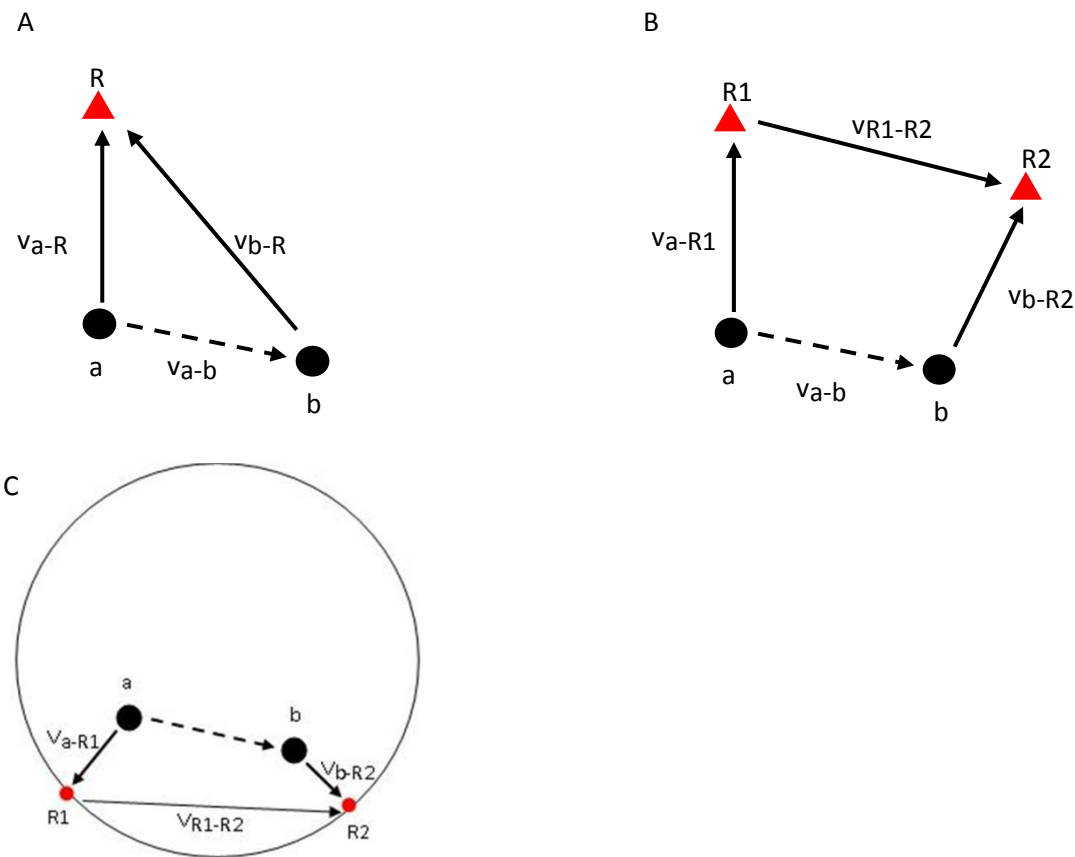 A
B
R
R1
vR1-R2
R2
va-R
vb-R
va-R1
vb-R2
a
va-b
b
a
va-b
b
C
a
b
Va-R1
Vb-R2
R1
VR1-R2
R2